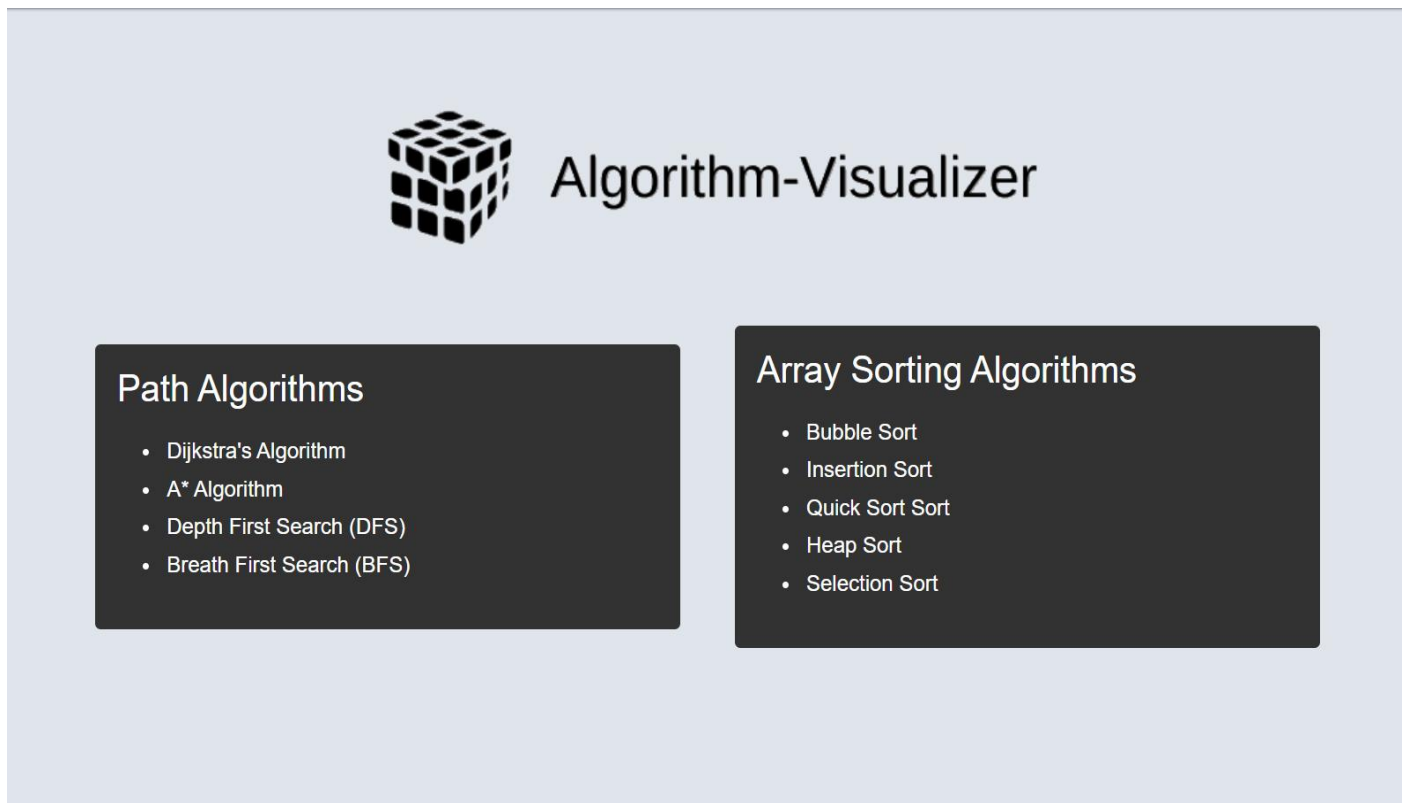 Algorithm-Visualizer
Path Algorithms
Dijkstra's Algorithm
A* Algorithm
Depth First Search (DFS)
Breath First Search (BFS)
Array Sorting Algorithms
Bubble Sort
Insertion Sort
Quick Sort Sort
Heap Sort
Selection Sort